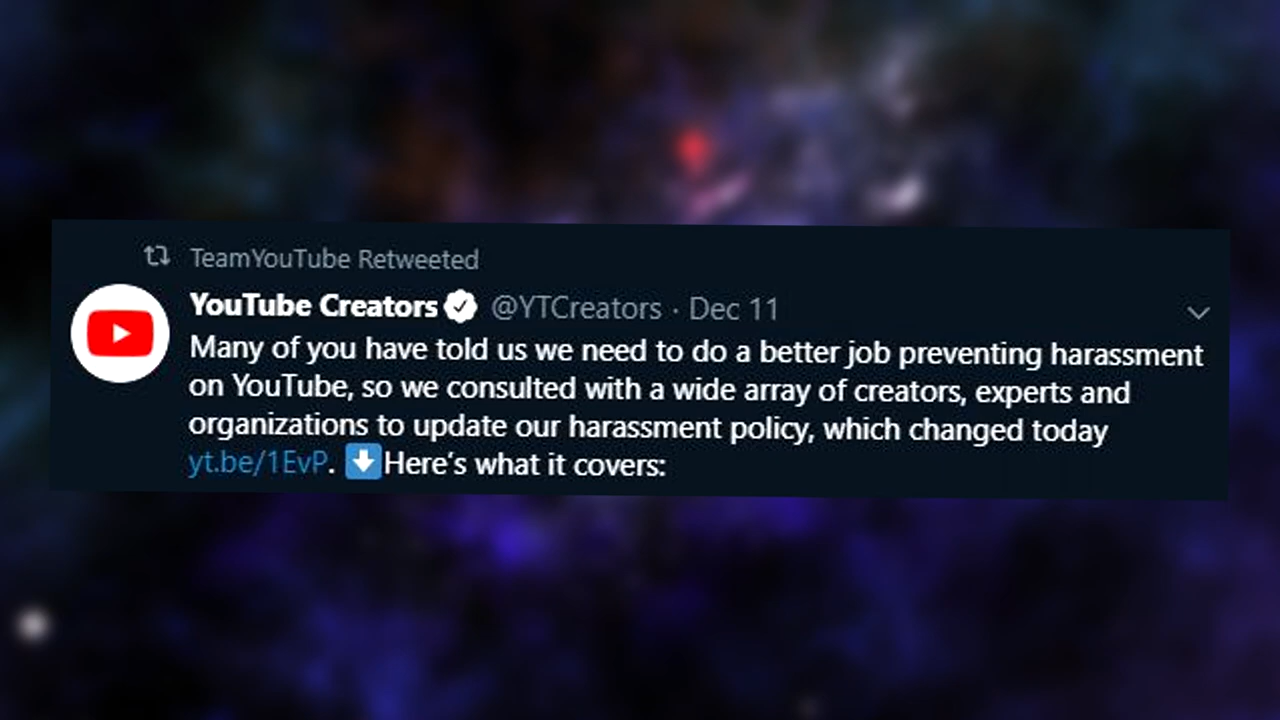 TeamYouTube Retweeted
YouTube Creators @YTCreators · Dec 11
Many of you have told us we need to do a better job preventing harassment
on YouTube, so we consulted with a wide array of creators, experts and
organizations to update our harassment policy, which changed today
yt.be/1EvP. ⬇Here's what it covers: